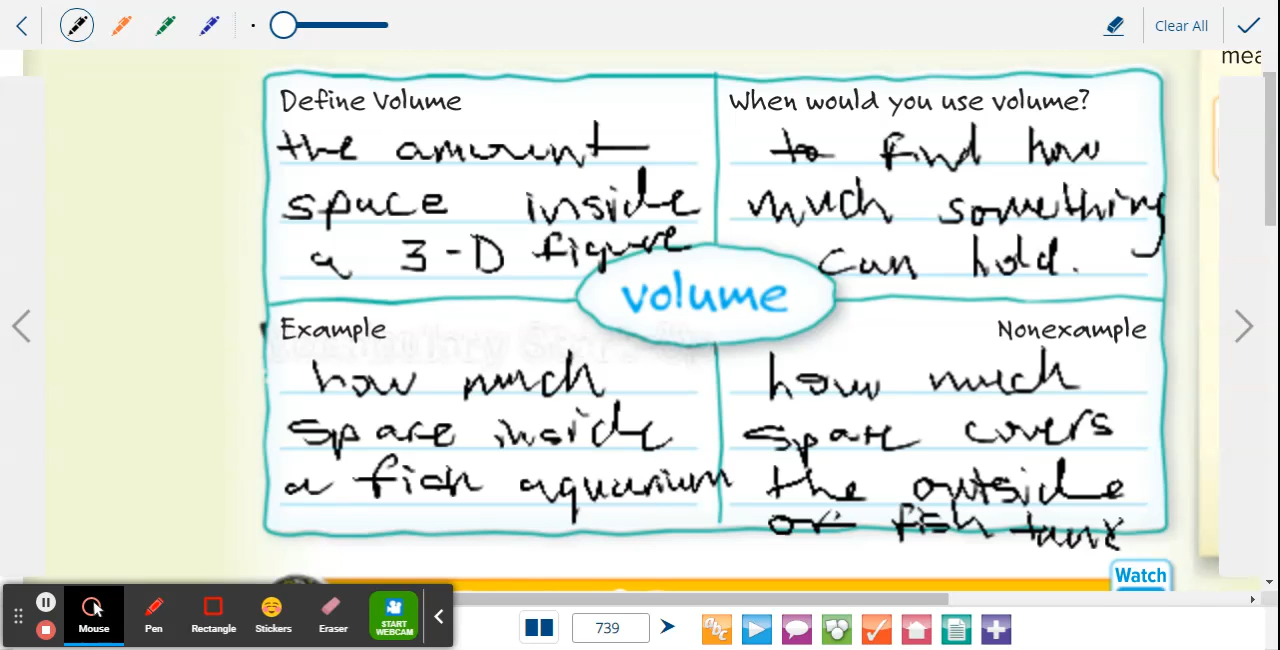 Clear All
mea
Define Volume
the amount
space inside
a 3-D figure
When would you use volume?
to find how
much something
can hold.
volume
Example
how much
space inside
a fish aquarium
Nonexample
how much
space covers
the outside
of fish tank
Watch
Mouse
Pen
Rectangle
Stickers
Eraser
START
WEBCAM
739
abc